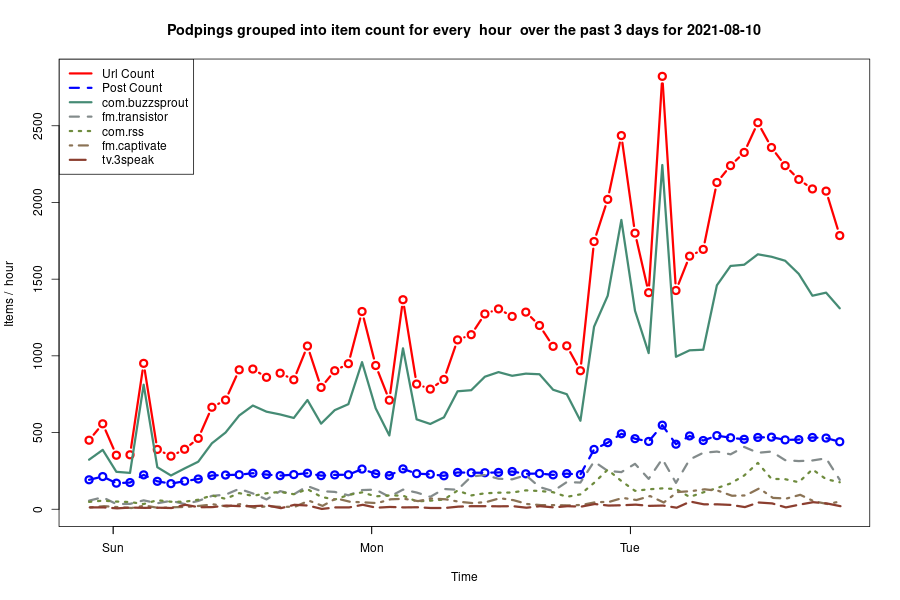 Podpings grouped into item count for every  hour  over the past 3 days for 2021-08-10
Url Count
Post Count
com.buzzsprout
fm.transistor
com.rss
fm.captivate
tv.3speak
2500
2000
1500
1000
500
0
Items /  hour
Sun Mon Tue
Time